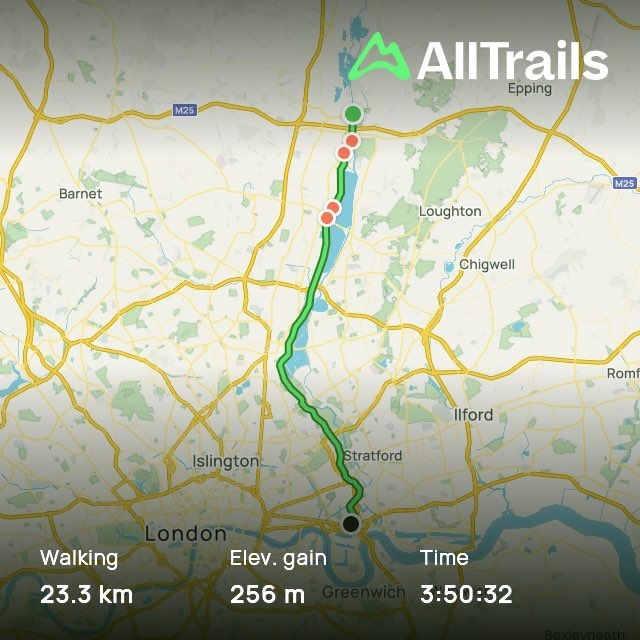 AllTrails
Epping
M25
M25
Barnet
Loughton
Chigwell
Romf
Ilford
Stratford
Islington
London
Walking
Elev. gain
Time
23.3 km
256 m
Greenwich
3:50:32
Bexleyheath